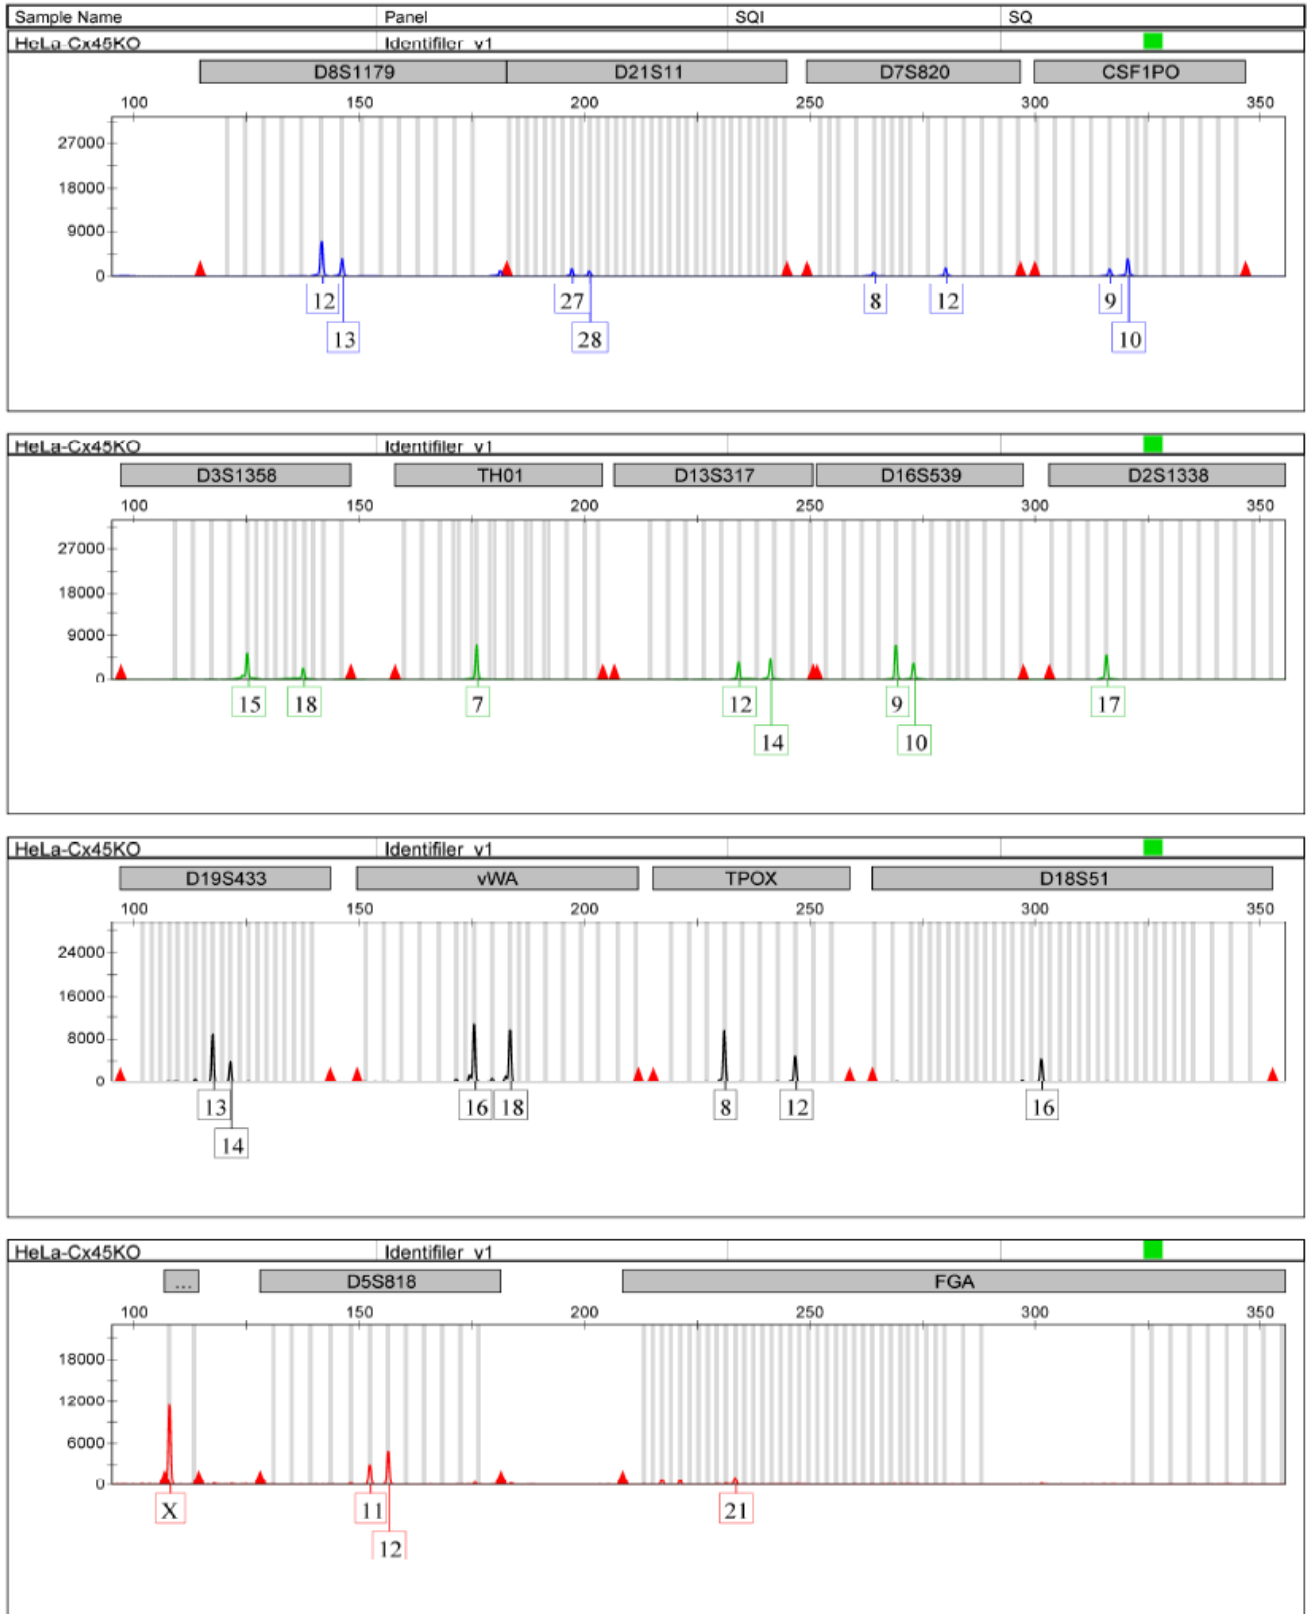 Sample Name Panel SQI SQ
HeLa-Cx45KO Identifiler_v1
D8S1179 D21S11 D7S820 CSF1PO
100 150 200 250 300 350
27000
18000
9000
0
12 27 8 12 9
13 28 10
HeLa-Cx45KO Identifiler_v1
D3S1358 TH01 D13S317 D16S539 D2S1338
100 150 200 250 300 350
27000
18000
9000
0
15 18 7 12 9 17
14 10
HeLa-Cx45KO Identifiler_v1
D19S433 vWA TPOX D18S51
100 150 200 250 300 350
24000
16000
8000
0
13 16 18 8 12 16
14
HeLa-Cx45KO Identifiler_v1
... D5S818 FGA
100 150 200 250 300 350
18000
12000
6000
0
X 11 21
12